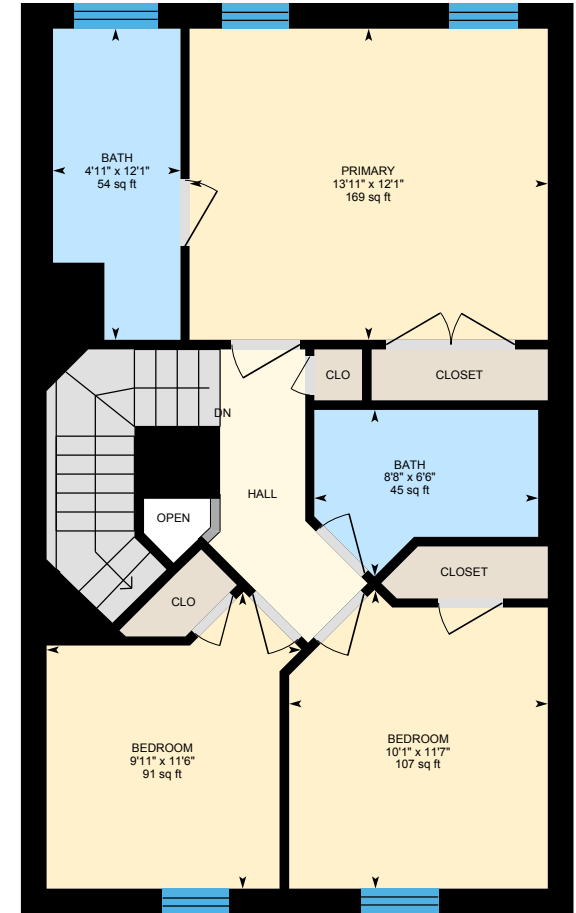 BATH
4'11" x 12'1"
54 sq ft
PRIMARY
13'11" x 12'1"
169 sq ft
CLO
CLOSET
DN
BATH
8'8" x 6'6"
45 sq ft
HALL
OPEN
CLOSET
CLO
BEDROOM
9'11" x 11'6"
91 sq ft
BEDROOM
10'1" x 11'7"
107 sq ft